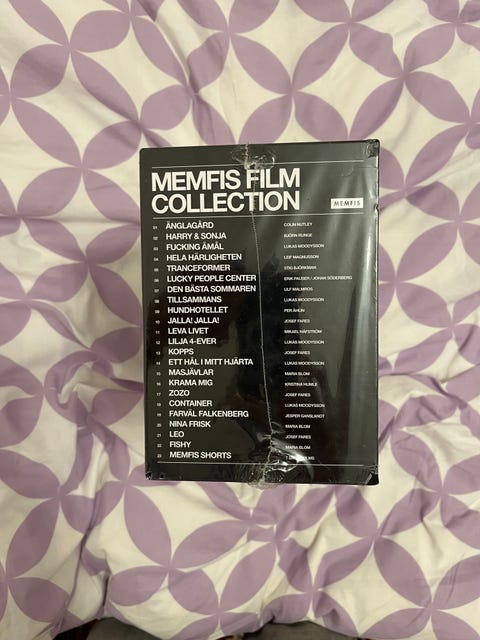 MEMFIS FILM
COLLECTION
MEMFIS
01 ÄNGLAGÅRD COLIN NUTLEY
02 HARRY & SONJA BJÖRN RUNGE
03 FUCKING ÅMÅL LUKAS MOODYSSON
04 HELA HÄRLIGHETEN LEIF MAGNUSSON
05 TRANCEFORMER STIG BJÖRKMAN
06 LUCKY PEOPLE CENTER ERIK PAUSER / JOHAN SÖDERBERG
07 DEN BÄSTA SOMMAREN ULF MALMROS
08 TILLSAMMANS LUKAS MOODYSSON
09 HUNDHOTELLET PER ÅHLIN
10 JALLA! JALLA! JOSEF FARES
11 LEVA LIVET MIKAEL HÅFSTRÖM
12 LILJA 4-EVER LUKAS MOODYSSON
13 KOPPS JOSEF FARES
14 ETT HÅL I MITT HJÄRTA LUKAS MOODYSSON
15 MASJÄVLAR MARIA BLOM
16 KRAMA MIG KRISTINA HUMLE
17 ZOZO JOSEF FARES
18 CONTAINER LUKAS MOODYSSON
19 FARVÄL FALKENBERG JESPER GANSLANDT
20 NINA FRISK MARIA BLOM
21 LEO JOSEF FARES
22 FISHY MARIA BLOM
23 MEMFIS SHORTS